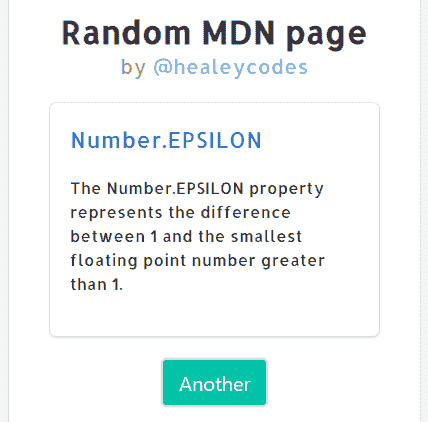 Random MDN page
by @healeycodes
Number.EPSILON
The Number.EPSILON property
represents the difference
between 1 and the smallest
floating point number greater
than 1.
Another